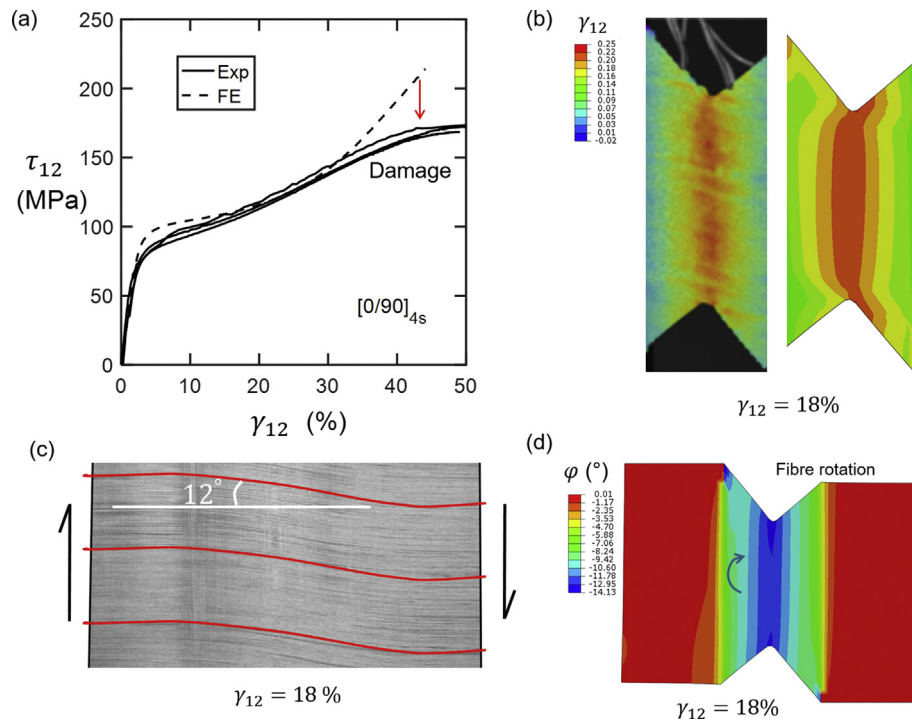 (a)
250
200
150
100
50
0
τ₁₂
(MPa)
Exp
FE
Damage
[0/90]₄ₛ
0 10 20 30 40 50
γ₁₂ (%)
(b)
γ₁₂
0.25
0.22
0.20
0.18
0.16
0.14
0.12
0.09
0.07
0.05
0.03
0.01
-0.02
γ₁₂ = 18%
(c)
12°
γ₁₂ = 18 %
(d)
φ (°)
Fibre rotation
0.01
-1.17
-2.35
-3.53
-4.70
-5.88
-7.06
-8.24
-9.42
-10.60
-11.78
-12.95
-14.13
γ₁₂ = 18%